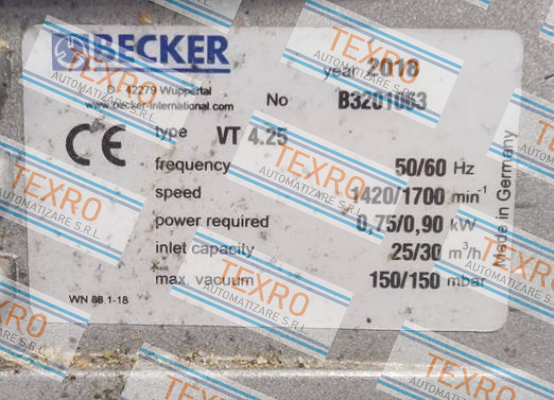 BECKER
year 2018
D - 42279 Wuppertal
www.becker-international.com
No B3201053
type VT 4.25
frequency 50/60 Hz
speed 1420/1700 min-1
power required 0,75/0,90 kW
inlet capacity 25/30 m³/h
max. vacuum 150/150 mbar
WN 88 1-18
Made in Germany
CE
TEXRO
AUTOMATIZARE S.R.L.